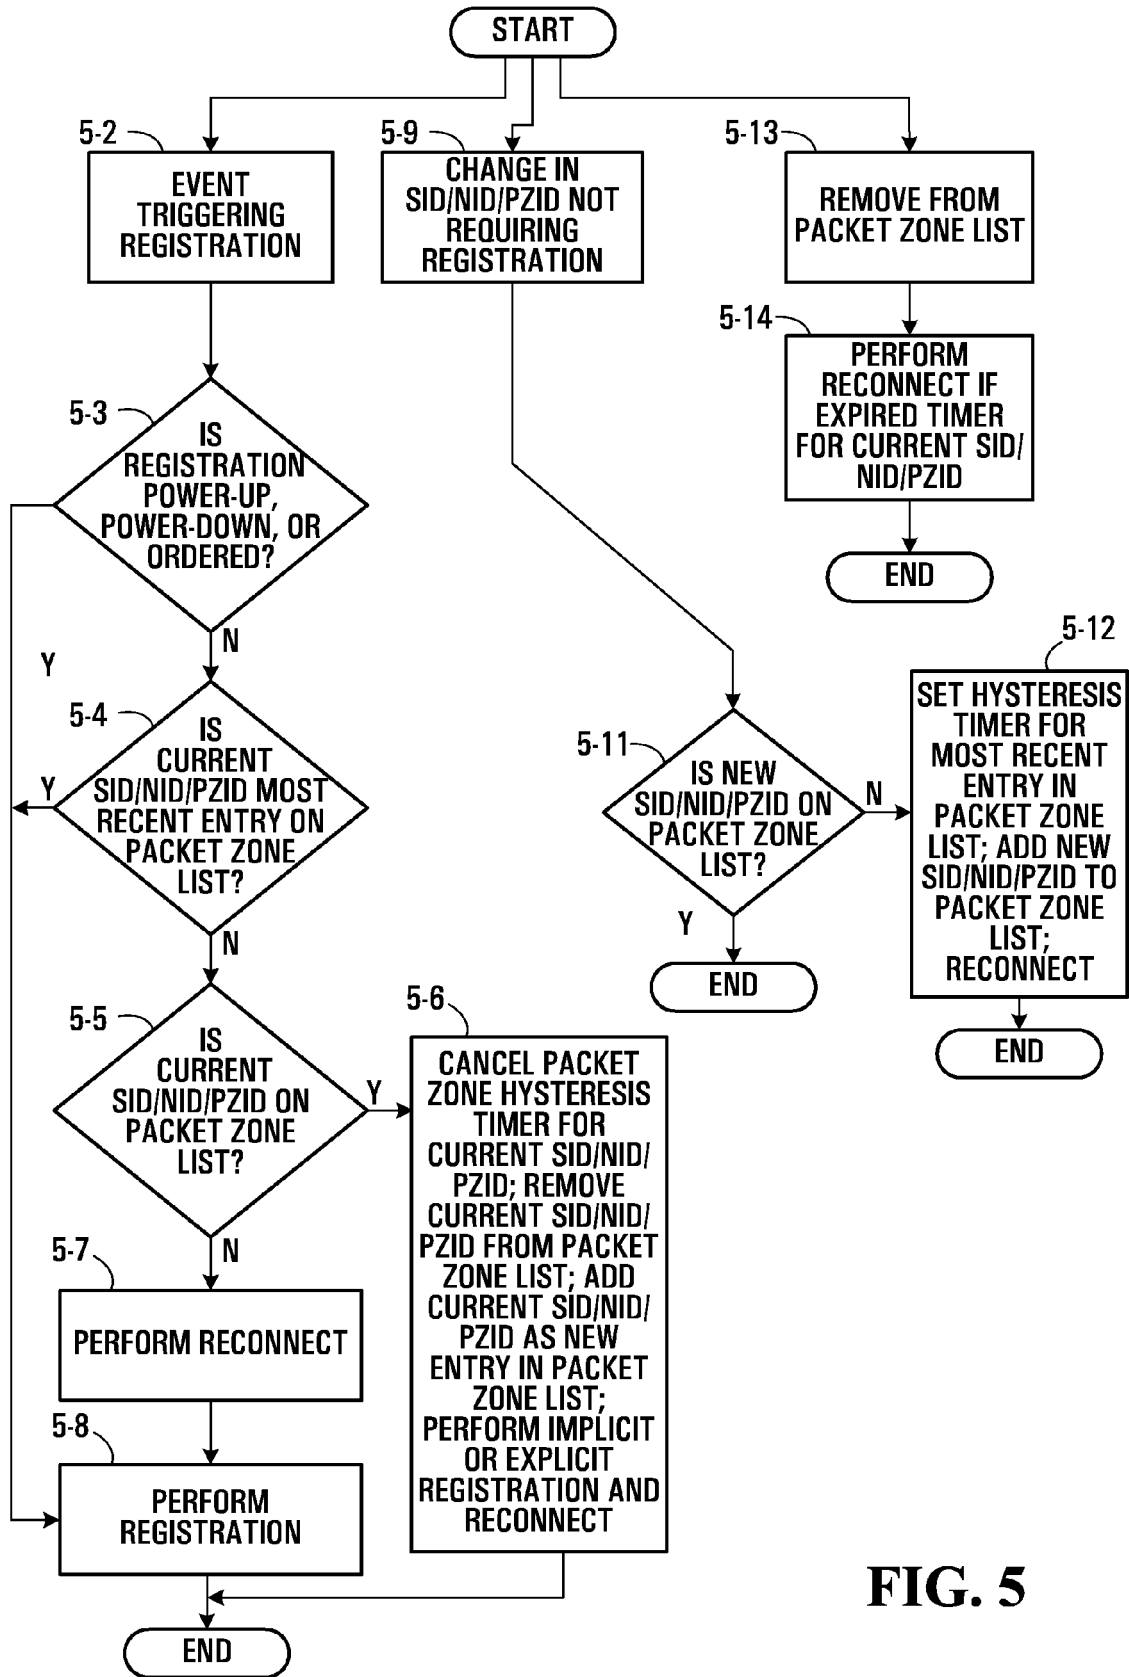 START
5-2
EVENT
TRIGGERING
REGISTRATION
5-9
CHANGE IN
SID/NID/PZID NOT
REQUIRING
REGISTRATION
5-13
REMOVE FROM
PACKET ZONE LIST
5-14
PERFORM
RECONNECT IF
EXPIRED TIMER
FOR CURRENT SID/
NID/PZID
END
5-3
IS
REGISTRATION
POWER-UP,
POWER-DOWN, OR
ORDERED?
N
Y
5-4
IS
CURRENT
SID/NID/PZID MOST
RECENT ENTRY ON
PACKET ZONE
LIST?
Y
N
5-11
IS NEW
SID/NID/PZID ON
PACKET ZONE
LIST?
N
Y
END
5-12
SET HYSTERESIS
TIMER FOR
MOST RECENT
ENTRY IN
PACKET ZONE
LIST; ADD NEW
SID/NID/PZID TO
PACKET ZONE
LIST;
RECONNECT
END
5-5
IS
CURRENT
SID/NID/PZID ON
PACKET ZONE
LIST?
Y
N
5-6
CANCEL PACKET
ZONE HYSTERESIS
TIMER FOR
CURRENT SID/NID/
PZID; REMOVE
CURRENT SID/NID/
PZID FROM PACKET
ZONE LIST; ADD
CURRENT SID/NID/
PZID AS NEW
ENTRY IN PACKET
ZONE LIST;
PERFORM IMPLICIT
OR EXPLICIT
REGISTRATION AND
RECONNECT
5-7
PERFORM RECONNECT
5-8
PERFORM
REGISTRATION
END
FIG. 5